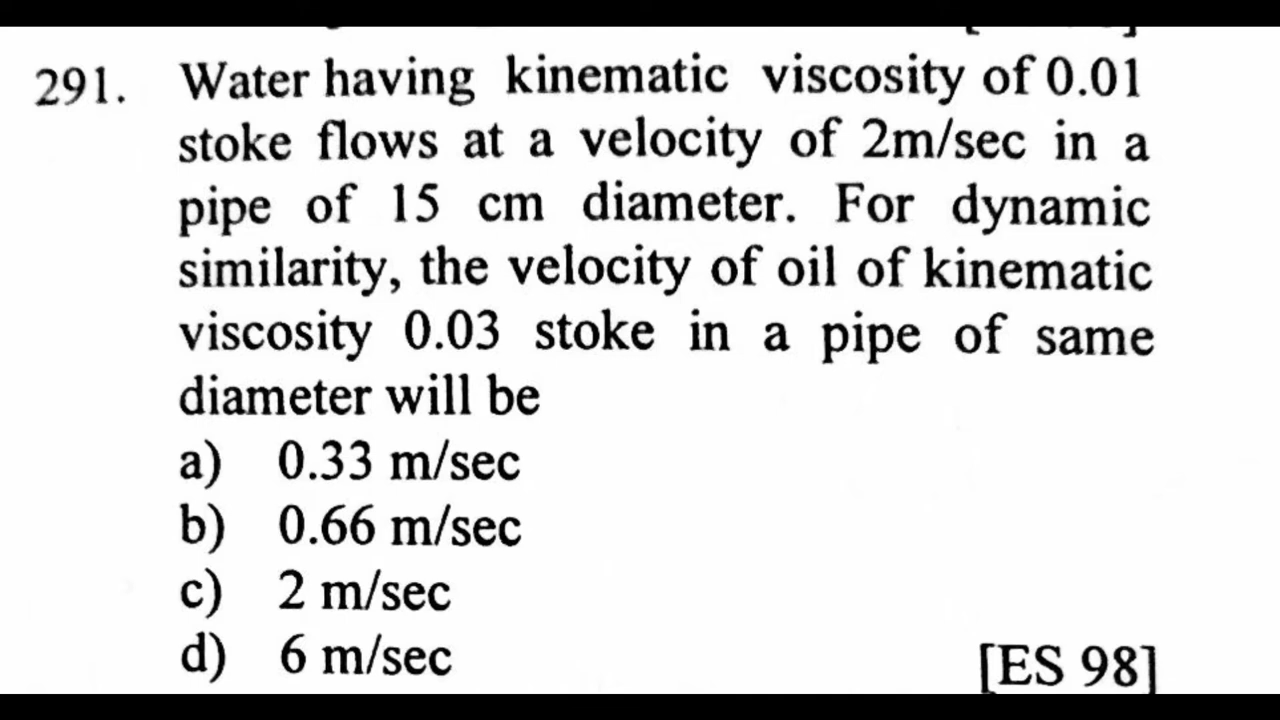 291. Water having kinematic viscosity of 0.01
stoke flows at a velocity of 2m/sec in a
pipe of 15 cm diameter. For dynamic
similarity, the velocity of oil of kinematic
viscosity 0.03 stoke in a pipe of same
diameter will be
a) 0.33 m/sec
b) 0.66 m/sec
c) 2 m/sec
d) 6 m/sec [ES 98]